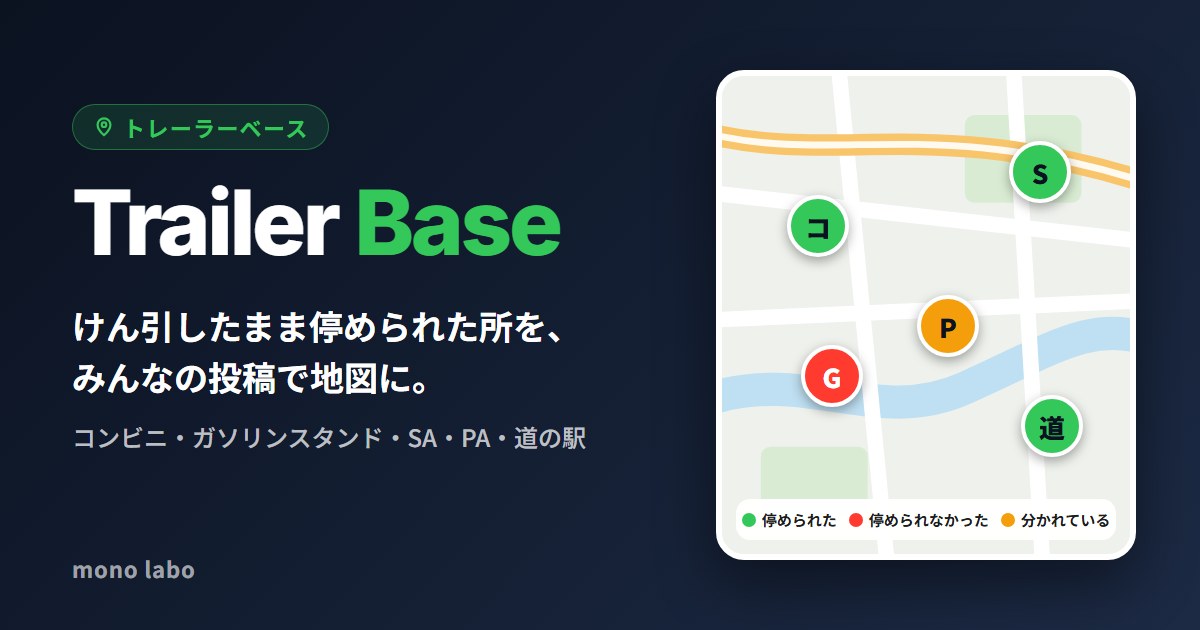 トレーラーベース
Trailer Base
けん引したまま停められた所を、
みんなの投稿で地図に。
コンビニ・ガソリンスタンド・SA・PA・道の駅
mono labo
S
コ
P
G
道
停められた 停められなかった 分かれている